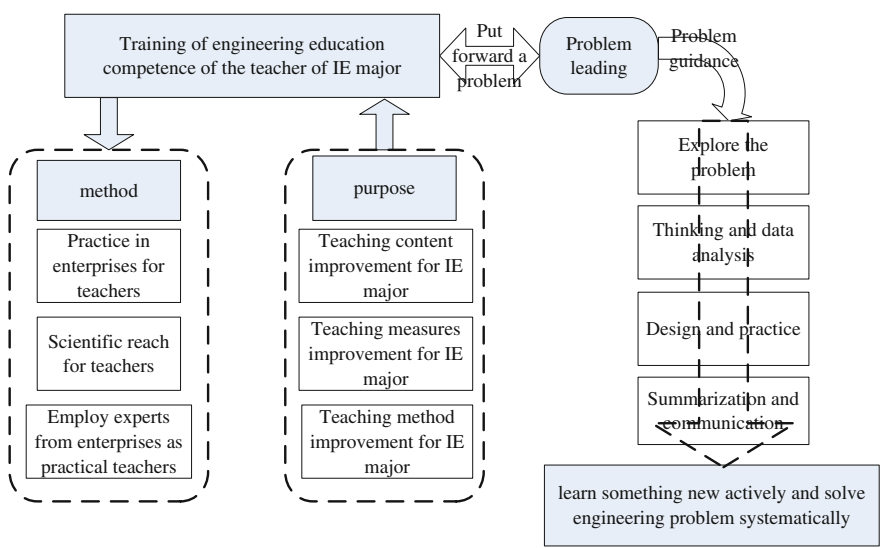 Training of engineering education
competence of the teacher of IE major
Put
forward a
problem
Problem
leading
Problem
guidance
method
Practice in
enterprises for
teachers
Scientific reach
for teachers
Employ experts
from enterprises as
practical teachers
purpose
Teaching content
improvement for IE
major
Teaching measures
improvement for IE
major
Teaching method
improvement for IE
major
Explore the
problem
Thinking and data
analysis
Design and practice
Summarization and
communication
learn something new actively and solve
engineering problem systematically